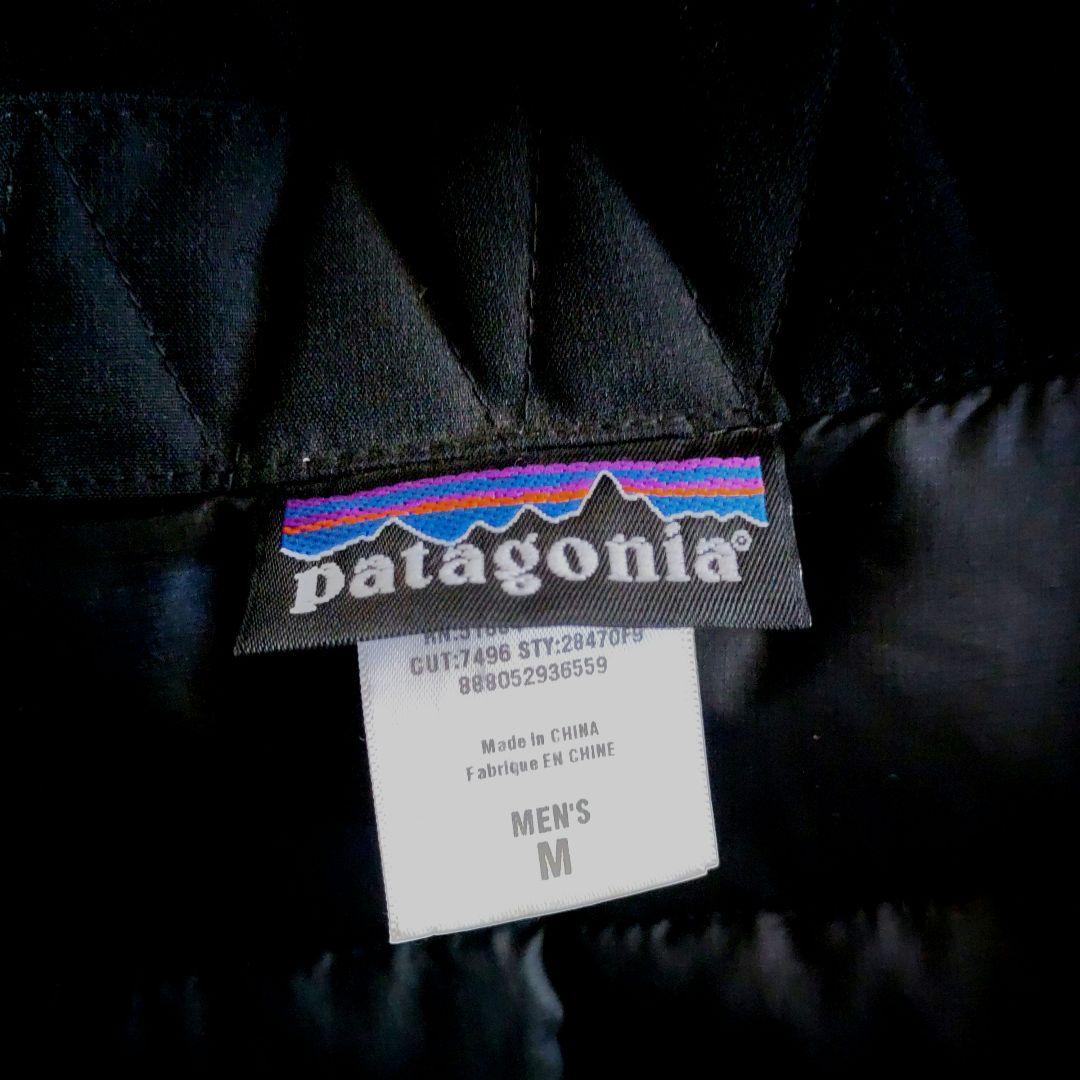 patagonia®
CUT:7496 STY:28470F9
888052936559
Made in CHINA
Fabrique EN CHINE
MEN'S
M